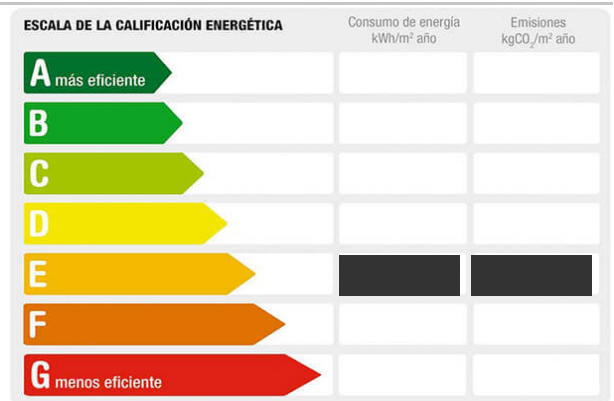 ESCALA DE LA CALIFICACIÓN ENERGÉTICA
Consumo de energía
kWh/m² año
Emisiones
kgCO₂/m² año
A más eficiente
B
C
D
E
F
G menos eficiente